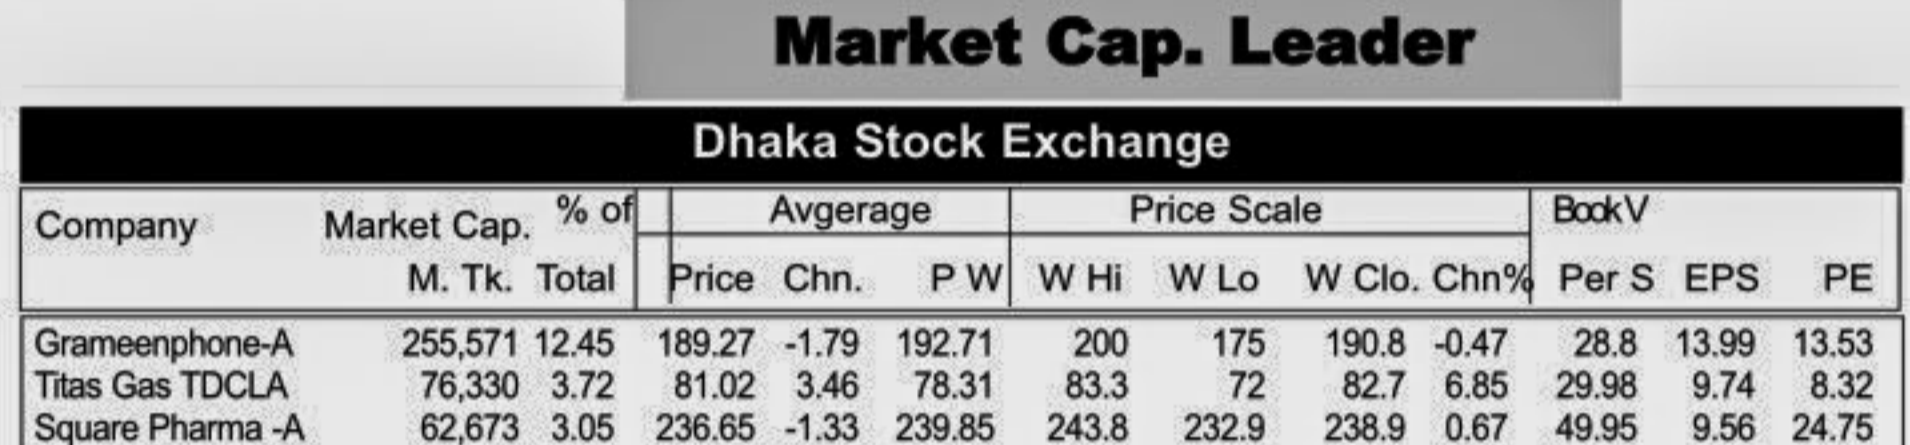 Market Cap. Leader
Dhaka Stock Exchange
Company Market Cap. % of Avgerage Price Scale BookV
M. Tk. Total Price Chn. P W W Hi W Lo W Clo. Chn% Per S EPS PE
Grameenphone-A 255,571 12.45 189.27 -1.79 192.71 200 175 190.8 -0.47 28.8 13.99 13.53
Titas Gas TDCLA 76,330 3.72 81.02 3.46 78.31 83.3 72 82.7 6.85 29.98 9.74 8.32
Square Pharma -A 62,673 3.05 236.65 -1.33 239.85 243.8 232.9 238.9 0.67 49.95 9.56 24.75